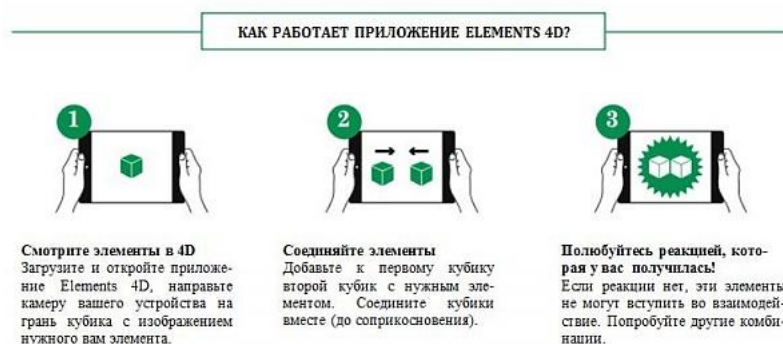 КАК РАБОТАЕТ ПРИЛОЖЕНИЕ ELEMENTS 4D?
1
2
3
Смотрите элементы в 4D
Загрузите и откройте приложе-
ние Elements 4D, направьте
камеру вашего устройства на
грань кубика с изображением
нужного вам элемента.
Соединяйте элементы
Добавьте к первому кубику
второй кубик с нужным эле-
ментом. Соедините кубики
вместе (до соприкосновения).
Полюбуйтесь реакцией, кото-
рая у вас получилась!
Если реакции нет, эти элементы
не могут вступить во взаимодей-
ствие. Попробуйте другие комби-
нации.